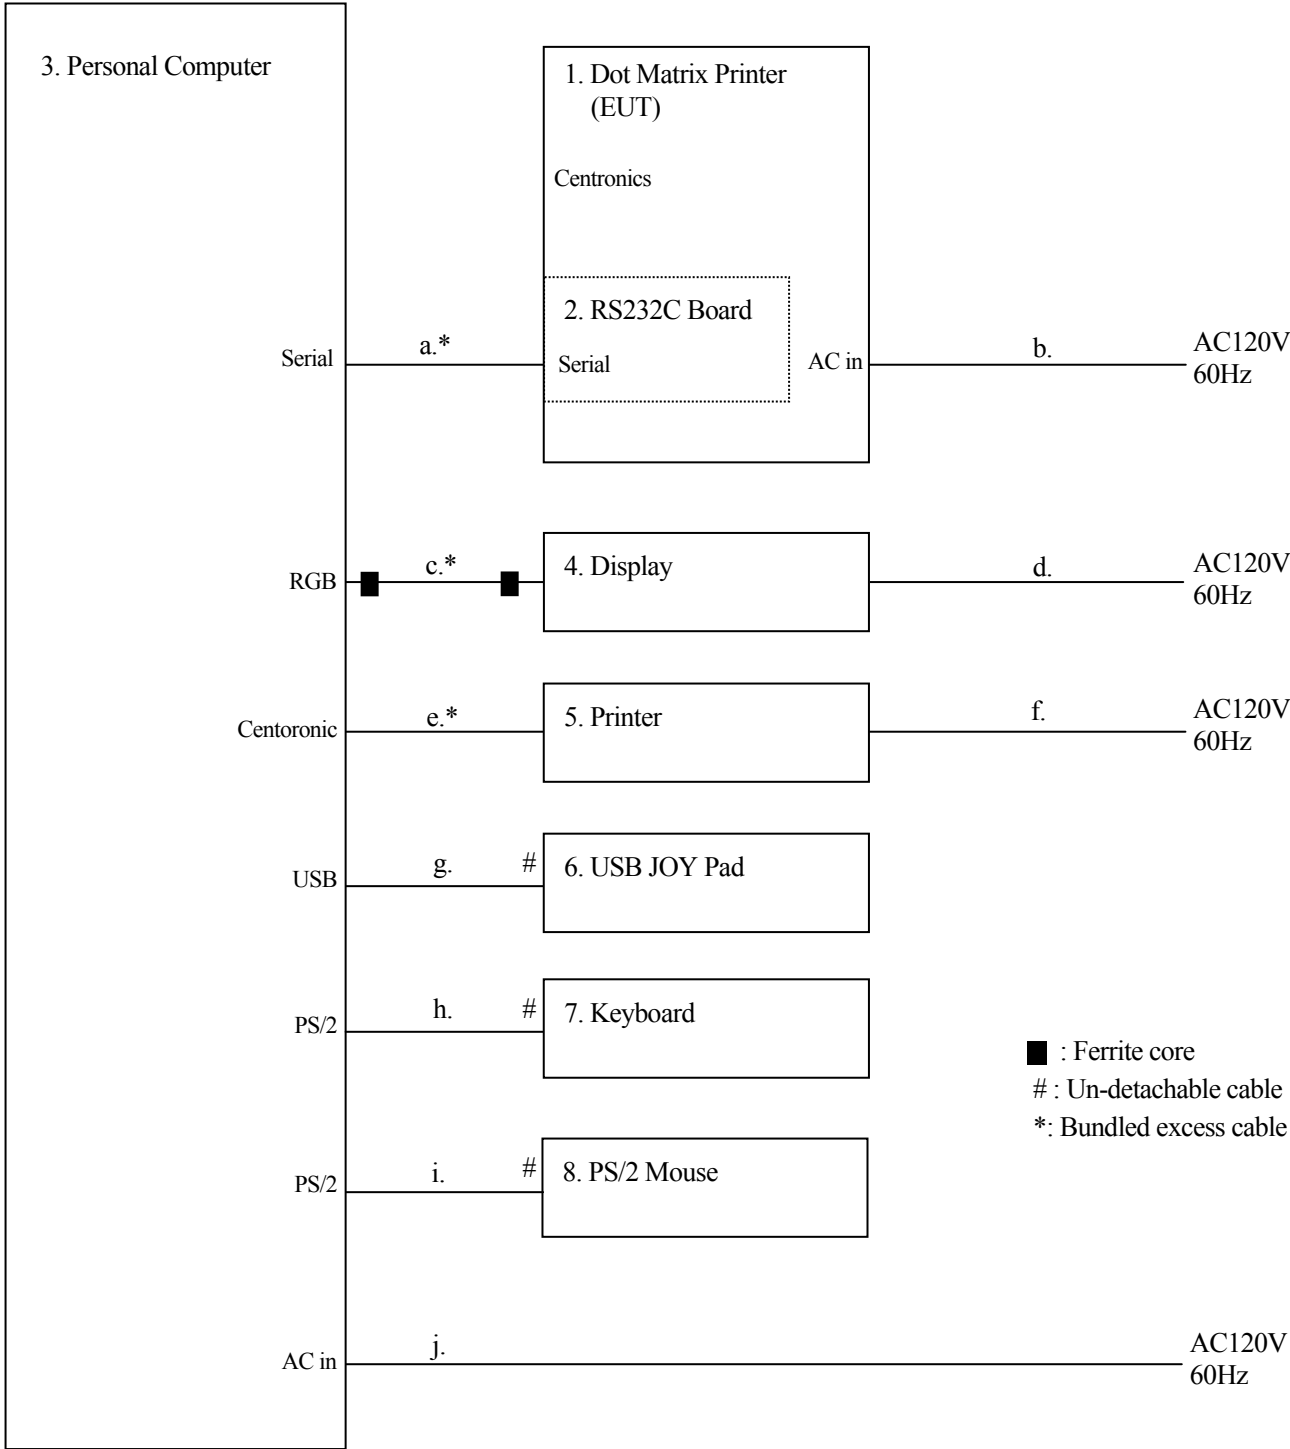 3. Personal Computer
1. Dot Matrix Printer
(EUT)
Centronics
2. RS232C Board
Serial
a.*
Serial
AC in
b.
AC120V
60Hz
RGB
c.*
4. Display
d.
AC120V
60Hz
Centoronic
e.*
5. Printer
f.
AC120V
60Hz
USB
g.
#
6. USB JOY Pad
PS/2
h.
#
7. Keyboard
: Ferrite core
# : Un-detachable cable
*: Bundled excess cable
PS/2
i.
#
8. PS/2 Mouse
AC in
j.
AC120V
60Hz